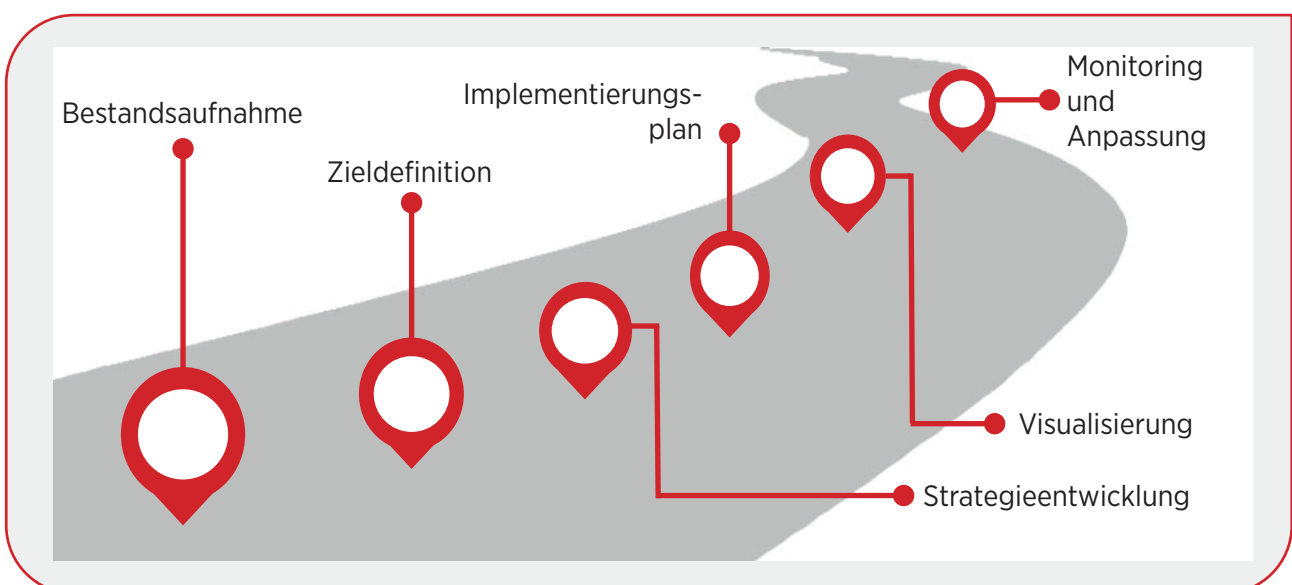 Bestandsaufnahme
Zieldefinition
Implementierungs-
plan
Monitoring
und
Anpassung
Visualisierung
Strategieentwicklung